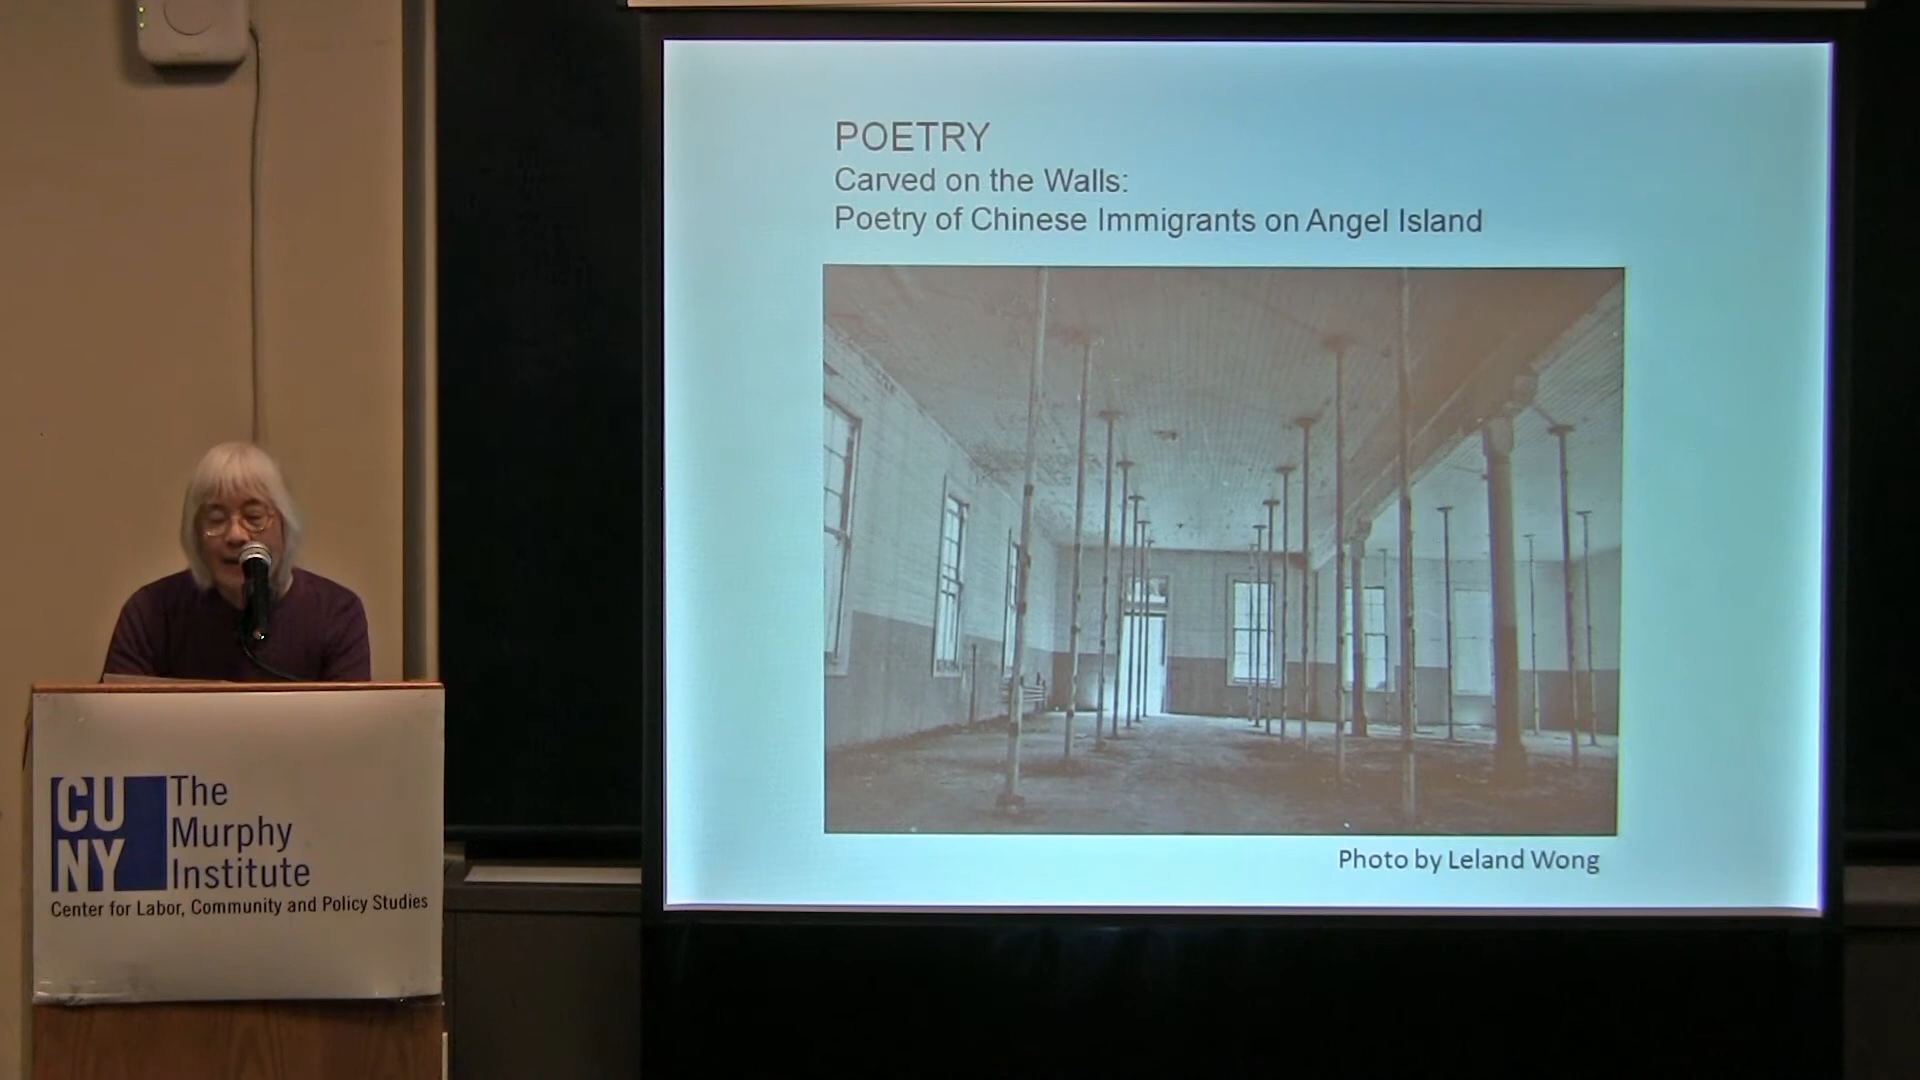 POETRY
Carved on the Walls:
Poetry of Chinese Immigrants on Angel Island
Photo by Leland Wong
CU
NY
The
Murphy
Institute
Center for Labor, Community and Policy Studies